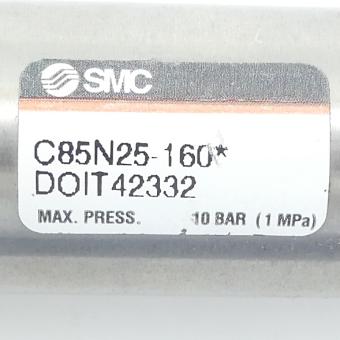 SMC
C85N25-160*
DOIT42332
MAX. PRESS. 10 BAR (1 MPa)